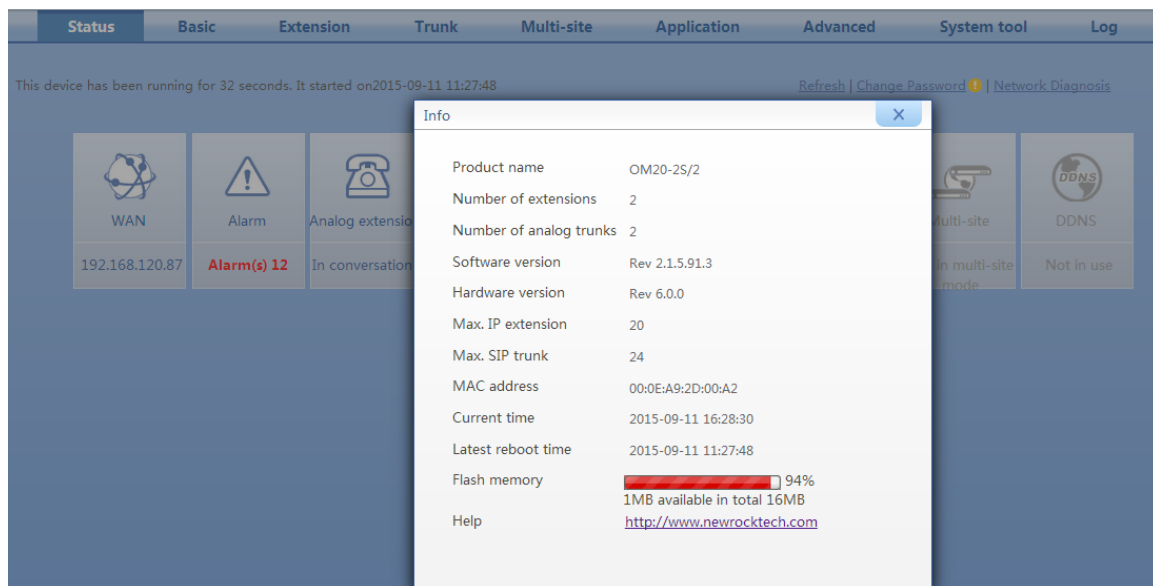 Status Basic Extension Trunk Multi-site Application Advanced System tool Log
This device has been running for 32 seconds. It started on2015-09-11 11:27:48
Refresh | Change Password ! | Network Diagnosis
WAN
192.168.120.87
Alarm
Alarm(s) 12
Analog extensio
In conversation
Info X
Product name OM20-2S/2
Number of extensions 2
Number of analog trunks 2
Software version Rev 2.1.5.91.3
Hardware version Rev 6.0.0
Max. IP extension 20
Max. SIP trunk 24
MAC address 00:0E:A9:2D:00:A2
Current time 2015-09-11 16:28:30
Latest reboot time 2015-09-11 11:27:48
Flash memory 94%
1MB available in total 16MB
Help http://www.newrocktech.com
Multi-site
in multi-site
mode
DDNS
DDNS
Not in use